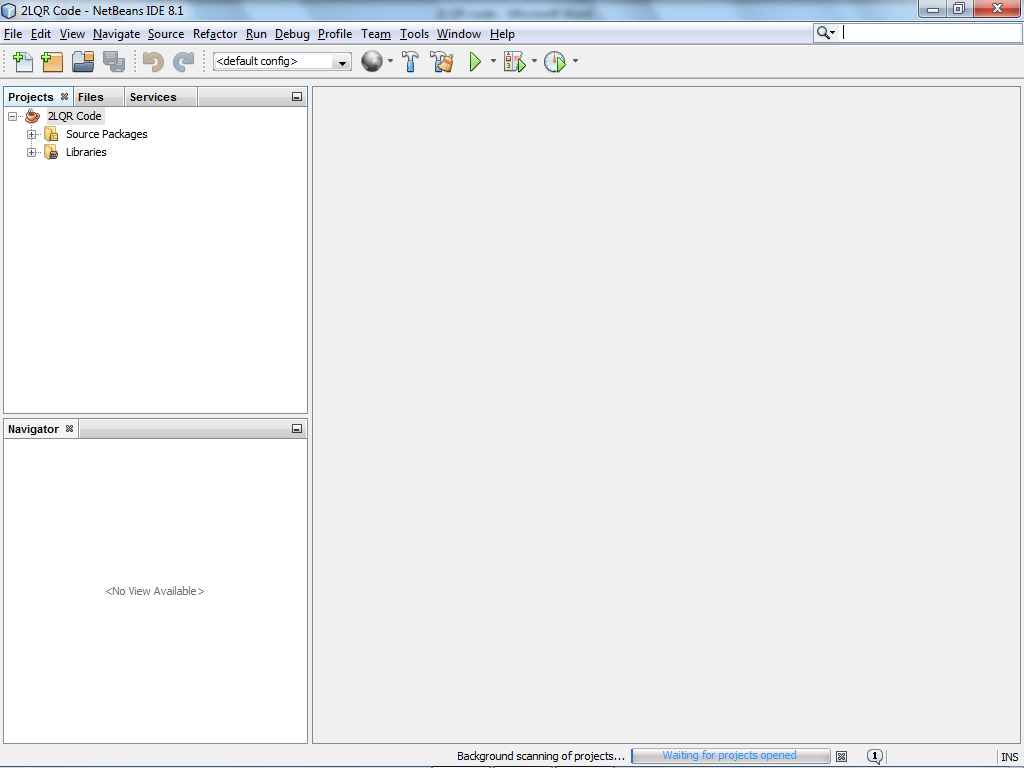 2LQR Code - NetBeans IDE 8.1
File Edit View Navigate Source Refactor Run Debug Profile Team Tools Window Help
<default config>
Projects Files Services
2LQR Code
Source Packages
Libraries
Navigator
<No View Available>
Background scanning of projects... Waiting for projects opened 1 INS